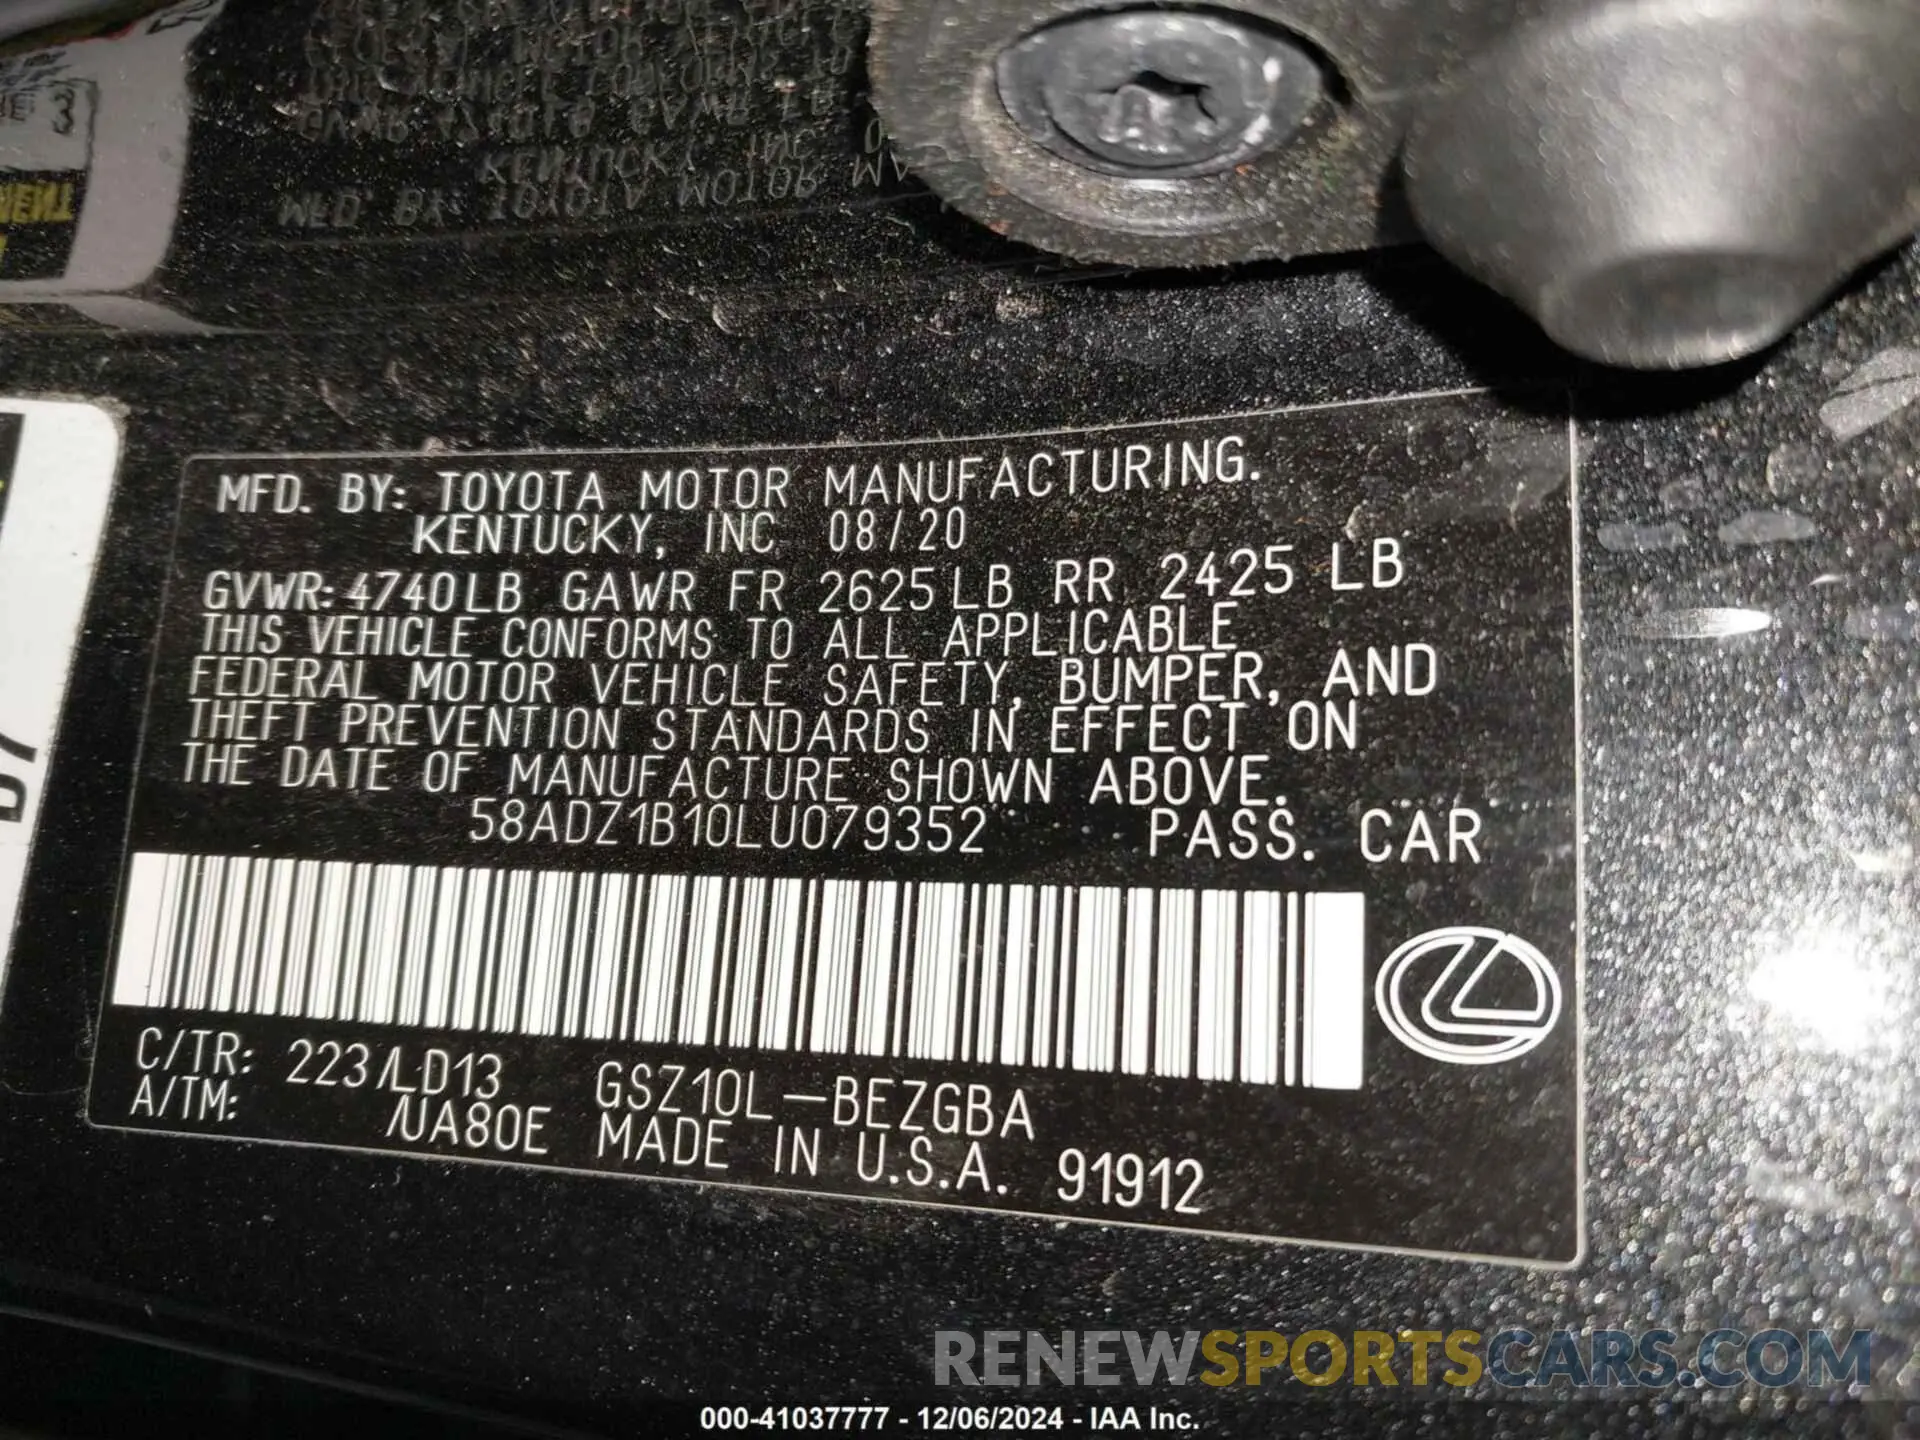 MFD. BY: TOYOTA MOTOR MANUFACTURING.
KENTUCKY, INC 08/20
GVWR: 4740LB GAWR FR 2625LB RR 2425 LB
THIS VEHICLE CONFORMS TO ALL APPLICABLE
FEDERAL MOTOR VEHICLE SAFETY, BUMPER, AND
THEFT PREVENTION STANDARDS IN EFFECT ON
THE DATE OF MANUFACTURE SHOWN ABOVE.
58ADZ1B10LU079352 PASS. CAR
C/TR: 223/LD13 GSZ10L-BEZGBA
A/TM: /UA80E MADE IN U.S.A. 91912
RENEWSPORTSCARS.COM
000-41037777 - 12/06/2024 - IAA Inc.